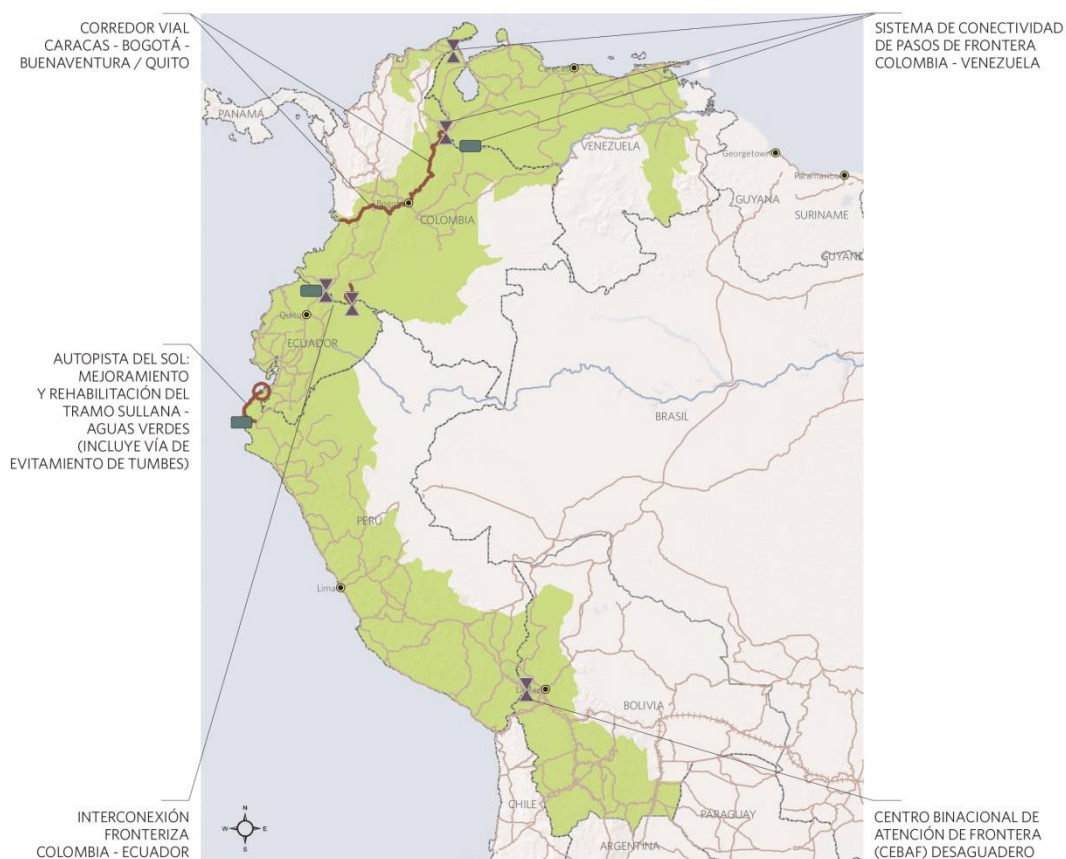 CORREDOR VIAL
CARACAS - BOGOTÁ -
BUENAVENTURA / QUITO
SISTEMA DE CONECTIVIDAD
DE PASOS DE FRONTERA
COLOMBIA - VENEZUELA
PANAMÁ
VENEZUELA
Georgetown
Paramaribo
GUYANA
SURINAME
GUYANE
Bogotá
COLOMBIA
Quito
ECUADOR
AUTOPISTA DEL SOL:
MEJORAMIENTO
Y REHABILITACIÓN DEL
TRAMO SULLANA -
AGUAS VERDES
(INCLUYE VÍA DE
EVITAMIENTO DE TUMBES)
BRASIL
PERÚ
Lima
BOLIVIA
CHILE
PARAGUAY
ARGENTINA
N
W
E
S
INTERCONEXIÓN
FRONTERIZA
COLOMBIA - ECUADOR
CENTRO BINACIONAL DE
ATENCIÓN DE FRONTERA
(CEBAF) DESAGUADERO